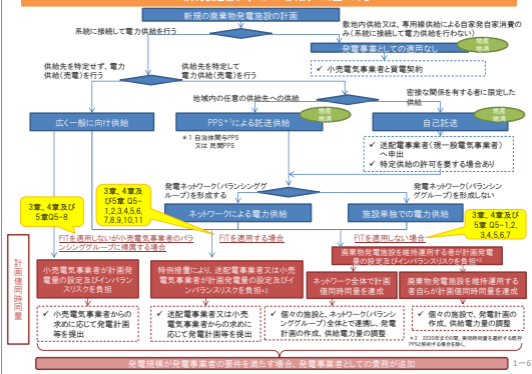 新規の廃棄物発電施設の計画
系統に接続して電力供給を行う
敷地内供給又は、専用線給による自家発自家消費の
み(系統に接続して電力供給を行わない)
発電事業としての適用なし
地産
地消
✓ 小売電気事業者と買電契約
供給先を特定せず、電力
供給(売電)を行う
供給先を特定して
電力供給(売電)を行う
地域内の任意の供給先への供給
密接な関係を有する者に限定した
供給
広く一般に向け供給
PPS*¹による託送供給
地産
地消
自己託送
地産
地消
*1 自治体関与PPS
又は 民間PPS
✓ 送配電事業者(現一般電気事業者)
へ申出
✓ 特定供給の許可を要する場合あり
発電ネットワーク(バランシンググ
ループ)を形成する
発電ネットワーク(バランシン
ググループ)を形成しない
ネットワークによる電力供給
施設単独での電力供給
3章、4章及び
5章Q5-8
3章、4章及
び5章 Q5-
1,2,3,4,5,6,
7,8,9,10,11
3章、4章及
び5章 Q5-1,2,
3,4,5,6,7
FITを適用しないが小売電気事業者のバラ
ンシンググループに帰属する場合
FITを適用する場合
FITを適用しない場合
計画値同時同量
小売電気事業者が計画発
電量の設定及びインバラン
スリスクを負担
特例措置により、送配電事業者又は小売
電気事業者が計画発電量の設定及びイ
ンバランスリスクを負担*²
廃棄物発電施設を維持運用する者が計画発電
量の設定及びインバランスリスクを負担*²
ネットワーク全体で計画
値同時同量を達成
廃棄物発電施設を維持運用す
る者自らが計画値同時同量を達成
✓ 小売電気事業者からの
求めに応じて発電計画
等を提出
✓ 送配電事業者又は小売
電気事業者からの求めに
応じて発電計画等を提出
✓ 個々の施設と、ネットワーク(バランシ
ンググループ)全体とで連携し、発電
計画の作成、供給電力量の調整
✓ 個々の施設で、発電計画の
作成、供給電力量の調整
*2 2020年までの間、実同時同量を選択する既存
PPSと契約する場合を除く。
発電規模が発電事業者の要件を満たす場合、発電事業者としての責務が追加
1-6